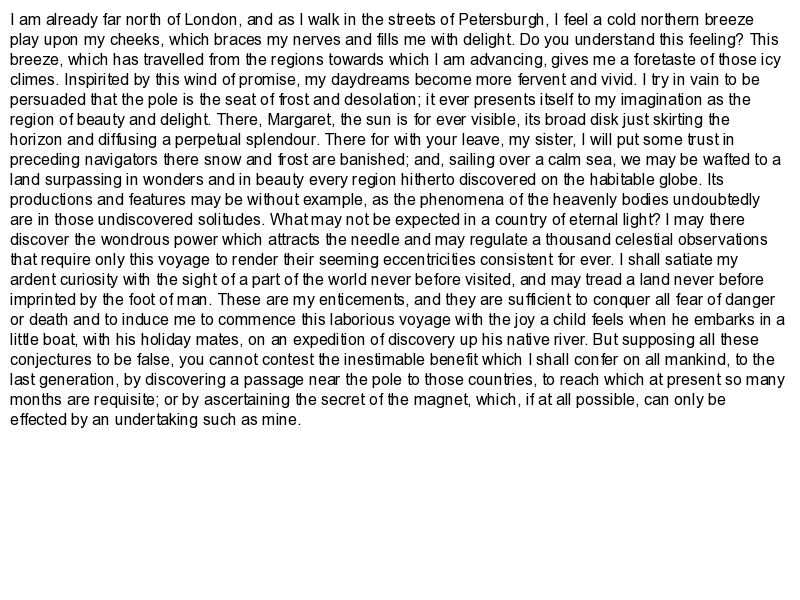 I am already far north of London, and as I walk in the streets of Petersburgh, I feel a cold northern breeze
play upon my cheeks, which braces my nerves and fills me with delight. Do you understand this feeling? This
breeze, which has travelled from the regions towards which I am advancing, gives me a foretaste of those icy
climes. Inspirited by this wind of promise, my daydreams become more fervent and vivid. I try in vain to be
persuaded that the pole is the seat of frost and desolation; it ever presents itself to my imagination as the
region of beauty and delight. There, Margaret, the sun is for ever visible, its broad disk just skirting the
horizon and diffusing a perpetual splendour. There for with your leave, my sister, I will put some trust in
preceding navigators there snow and frost are banished; and, sailing over a calm sea, we may be wafted to a
land surpassing in wonders and in beauty every region hitherto discovered on the habitable globe. Its
productions and features may be without example, as the phenomena of the heavenly bodies undoubtedly
are in those undiscovered solitudes. What may not be expected in a country of eternal light? I may there
discover the wondrous power which attracts the needle and may regulate a thousand celestial observations
that require only this voyage to render their seeming eccentricities consistent for ever. I shall satiate my
ardent curiosity with the sight of a part of the world never before visited, and may tread a land never before
imprinted by the foot of man. These are my enticements, and they are sufficient to conquer all fear of danger
or death and to induce me to commence this laborious voyage with the joy a child feels when he embarks in a
little boat, with his holiday mates, on an expedition of discovery up his native river. But supposing all these
conjectures to be false, you cannot contest the inestimable benefit which I shall confer on all mankind, to the
last generation, by discovering a passage near the pole to those countries, to reach which at present so many
months are requisite; or by ascertaining the secret of the magnet, which, if at all possible, can only be
effected by an undertaking such as mine.